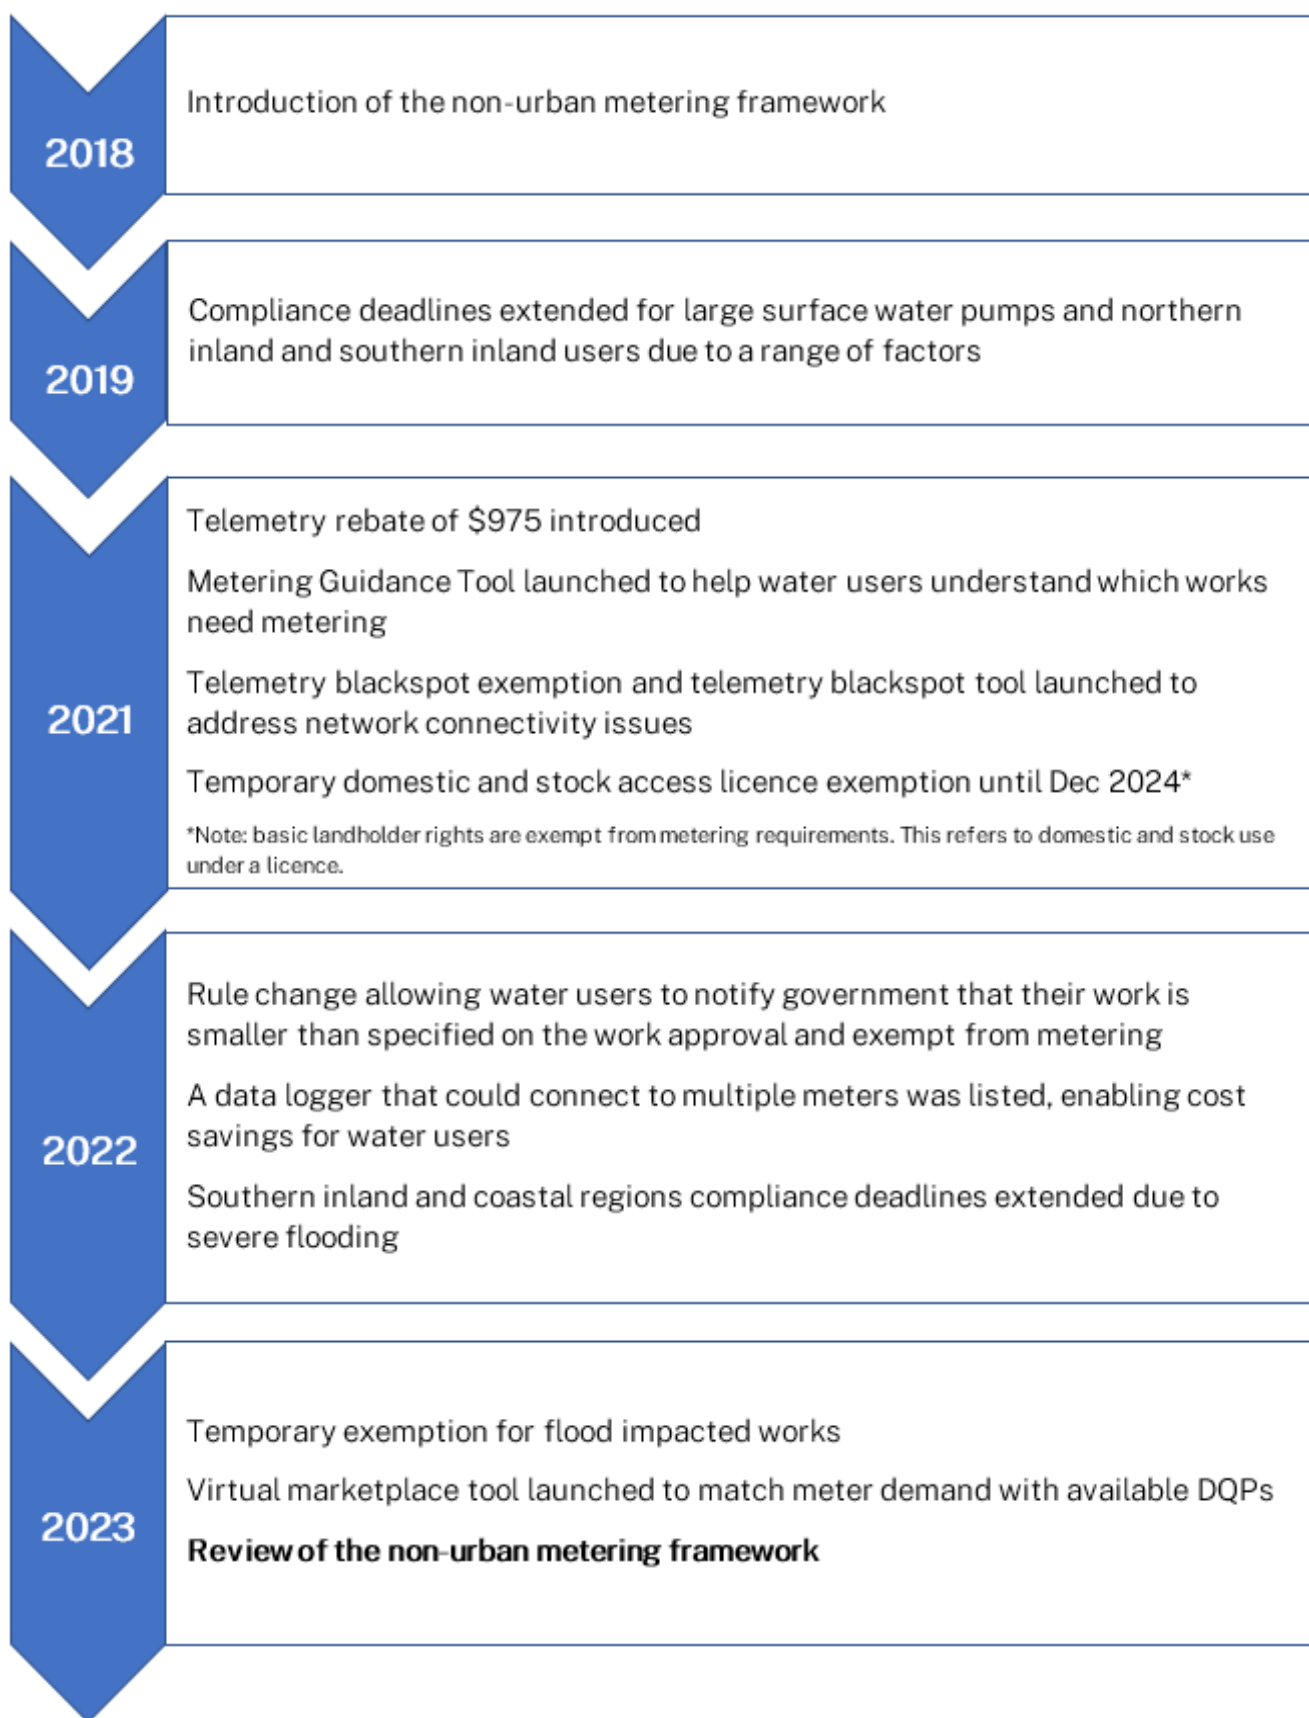 2018
Introduction of the non-urban metering framework
2019
Compliance deadlines extended for large surface water pumps and northern
inland and southern inland users due to a range of factors
2021
Telemetry rebate of $975 introduced
Metering Guidance Tool launched to help water users understand which works
need metering
Telemetry blackspot exemption and telemetry blackspot tool launched to
address network connectivity issues
Temporary domestic and stock access licence exemption until Dec 2024*
*Note: basic landholder rights are exempt from metering requirements. This refers to domestic and stock use
under a licence.
2022
Rule change allowing water users to notify government that their work is
smaller than specified on the work approval and exempt from metering
A data logger that could connect to multiple meters was listed, enabling cost
savings for water users
Southern inland and coastal regions compliance deadlines extended due to
severe flooding
2023
Temporary exemption for flood impacted works
Virtual marketplace tool launched to match meter demand with available DQPs
Review of the non-urban metering framework